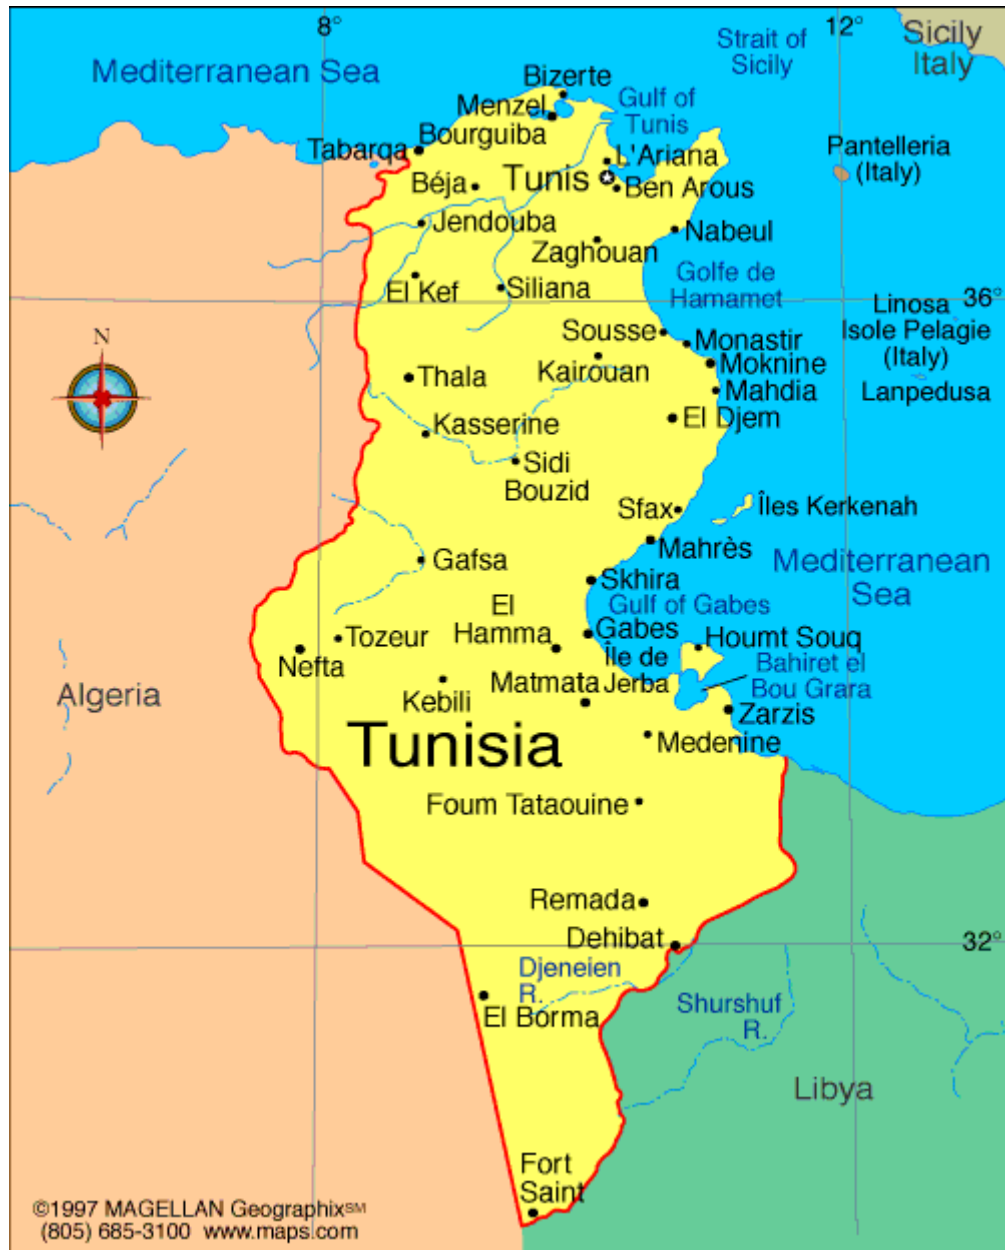 8°
12°
Sicily
Italy
Strait of
Sicily
Mediterranean Sea
Bizerte
Menzel
Bourguiba
Gulf of
Tunis
Tabarqa
L'Ariana
Pantelleria
(Italy)
Béja
Tunis
Ben Arous
Jendouba
Nabeul
Zaghouan
El Kef
Siliana
Golfe de
Hamamet
36°
Linosa
Isole Pelagie
(Italy)
Lanpedusa
N
Sousse
Monastir
Kairouan
Moknine
Thala
Mahdia
El Djem
Kasserine
Sidi
Bouzid
Sfax
Îles Kerkenah
Mahrès
Mediterranean
Sea
Gafsa
Skhira
El
Hamma
Gulf of Gabes
Gabes
Houmt Souq
Tozeur
Nefta
Île de
Jerba
Bahiret el
Bou Grara
Algeria
Kebili
Matmata
Zarzis
Tunisia
Medenine
Foum Tataouine
Remada
Dehibat
32°
Djeneien
R.
El Borma
Shurshuf
R.
Libya
Fort
Saint
©1997 MAGELLAN Geographix℠
(805) 685-3100 www.maps.com